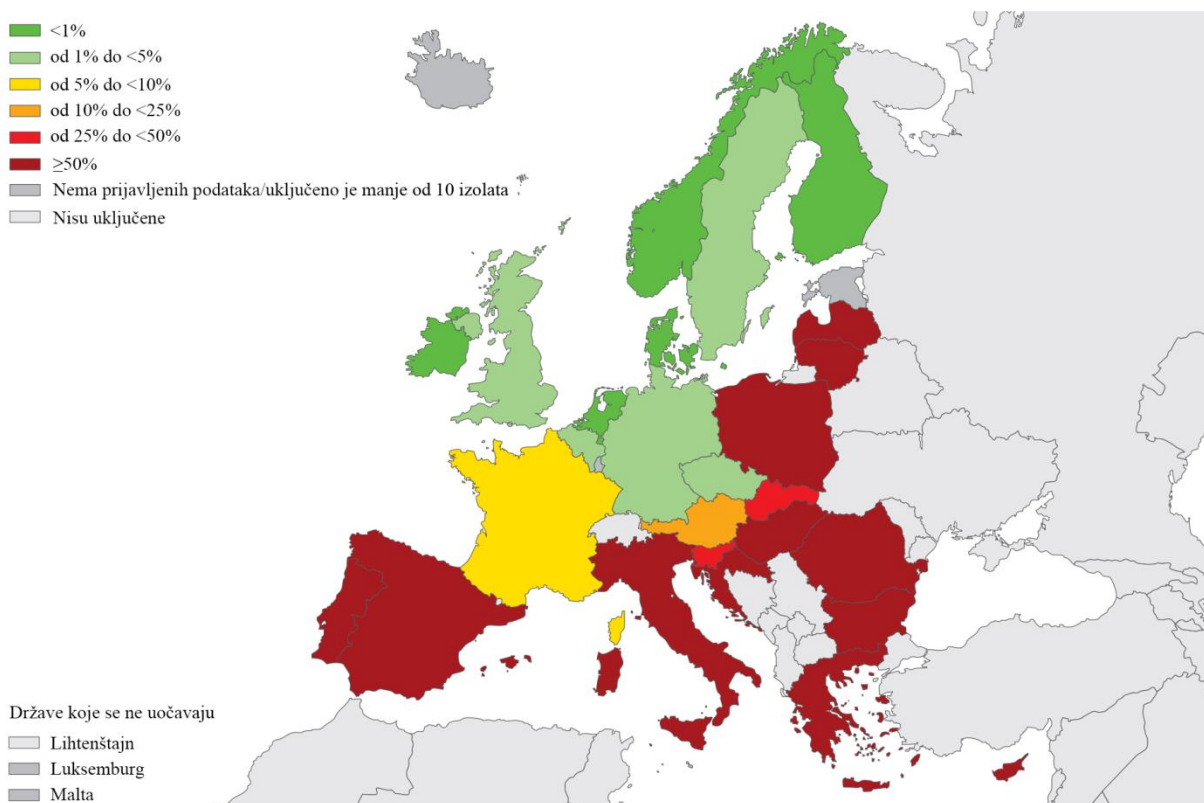 <1%
od 1% do <5%
od 5% do <10%
od 10% do <25%
od 25% do <50%
≥50%
Nema prijavljenih podataka/uključeno je manje od 10 izolata
Nisu uključene
Države koje se ne uočavaju
Lihtenštajn
Luksemburg
Malta